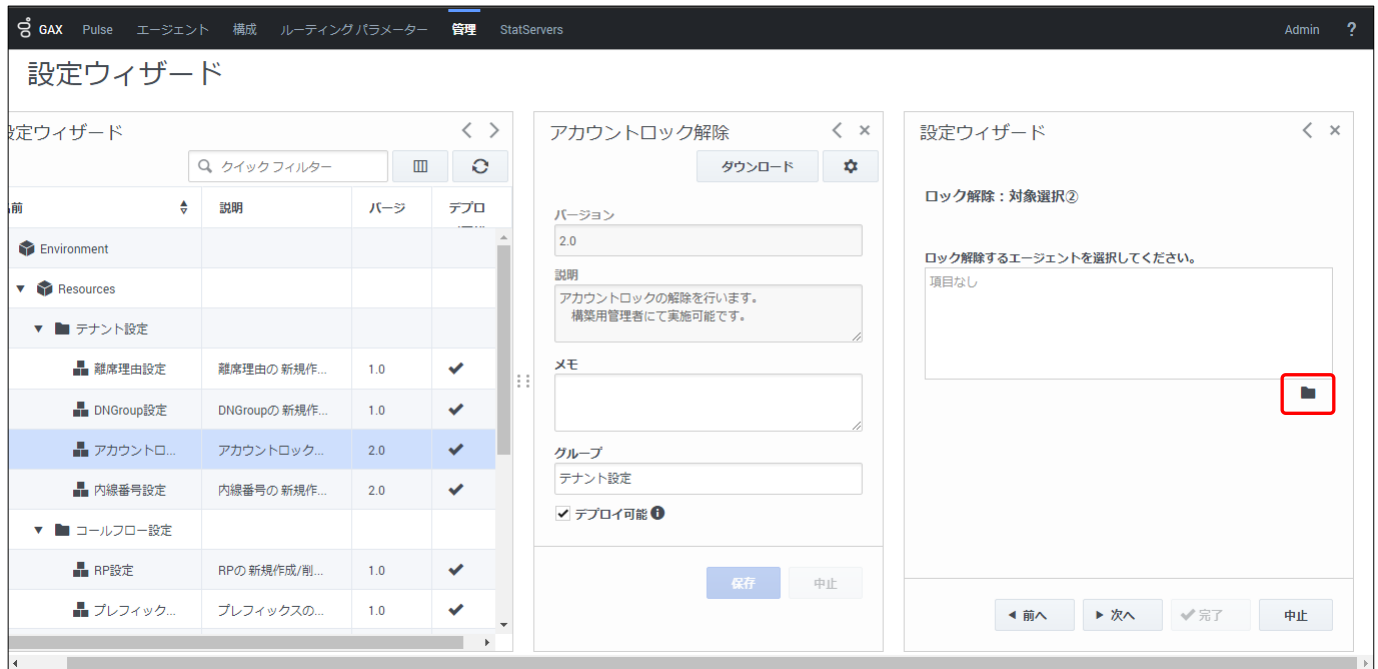 GAX Pulse エージェント 構成 ルーティング パラメーター 管理 StatServers Admin ?
設定ウィザード
設定ウィザード
クイック フィルター
名前 説明 バージ デプロ
Environment
Resources
テナント設定
離席理由設定 離席理由の 新規作... 1.0
DNGroup設定 DNGroupの 新規作... 1.0
アカウントロ... アカウントロック... 2.0
内線番号設定 内線番号の 新規作... 2.0
コールフロー設定
RP設定 RPの 新規作成/削... 1.0
プレフィック... プレフィックスの... 1.0
アカウントロック解除
ダウンロード
バージョン
2.0
説明
アカウントロックの解除を行います。
構築用管理者にて実施可能です。
メモ
グループ
テナント設定
デプロイ可能
保存 中止
設定ウィザード
ロック解除：対象選択②
ロック解除するエージェントを選択してください。
項目なし
前へ 次へ 完了 中止